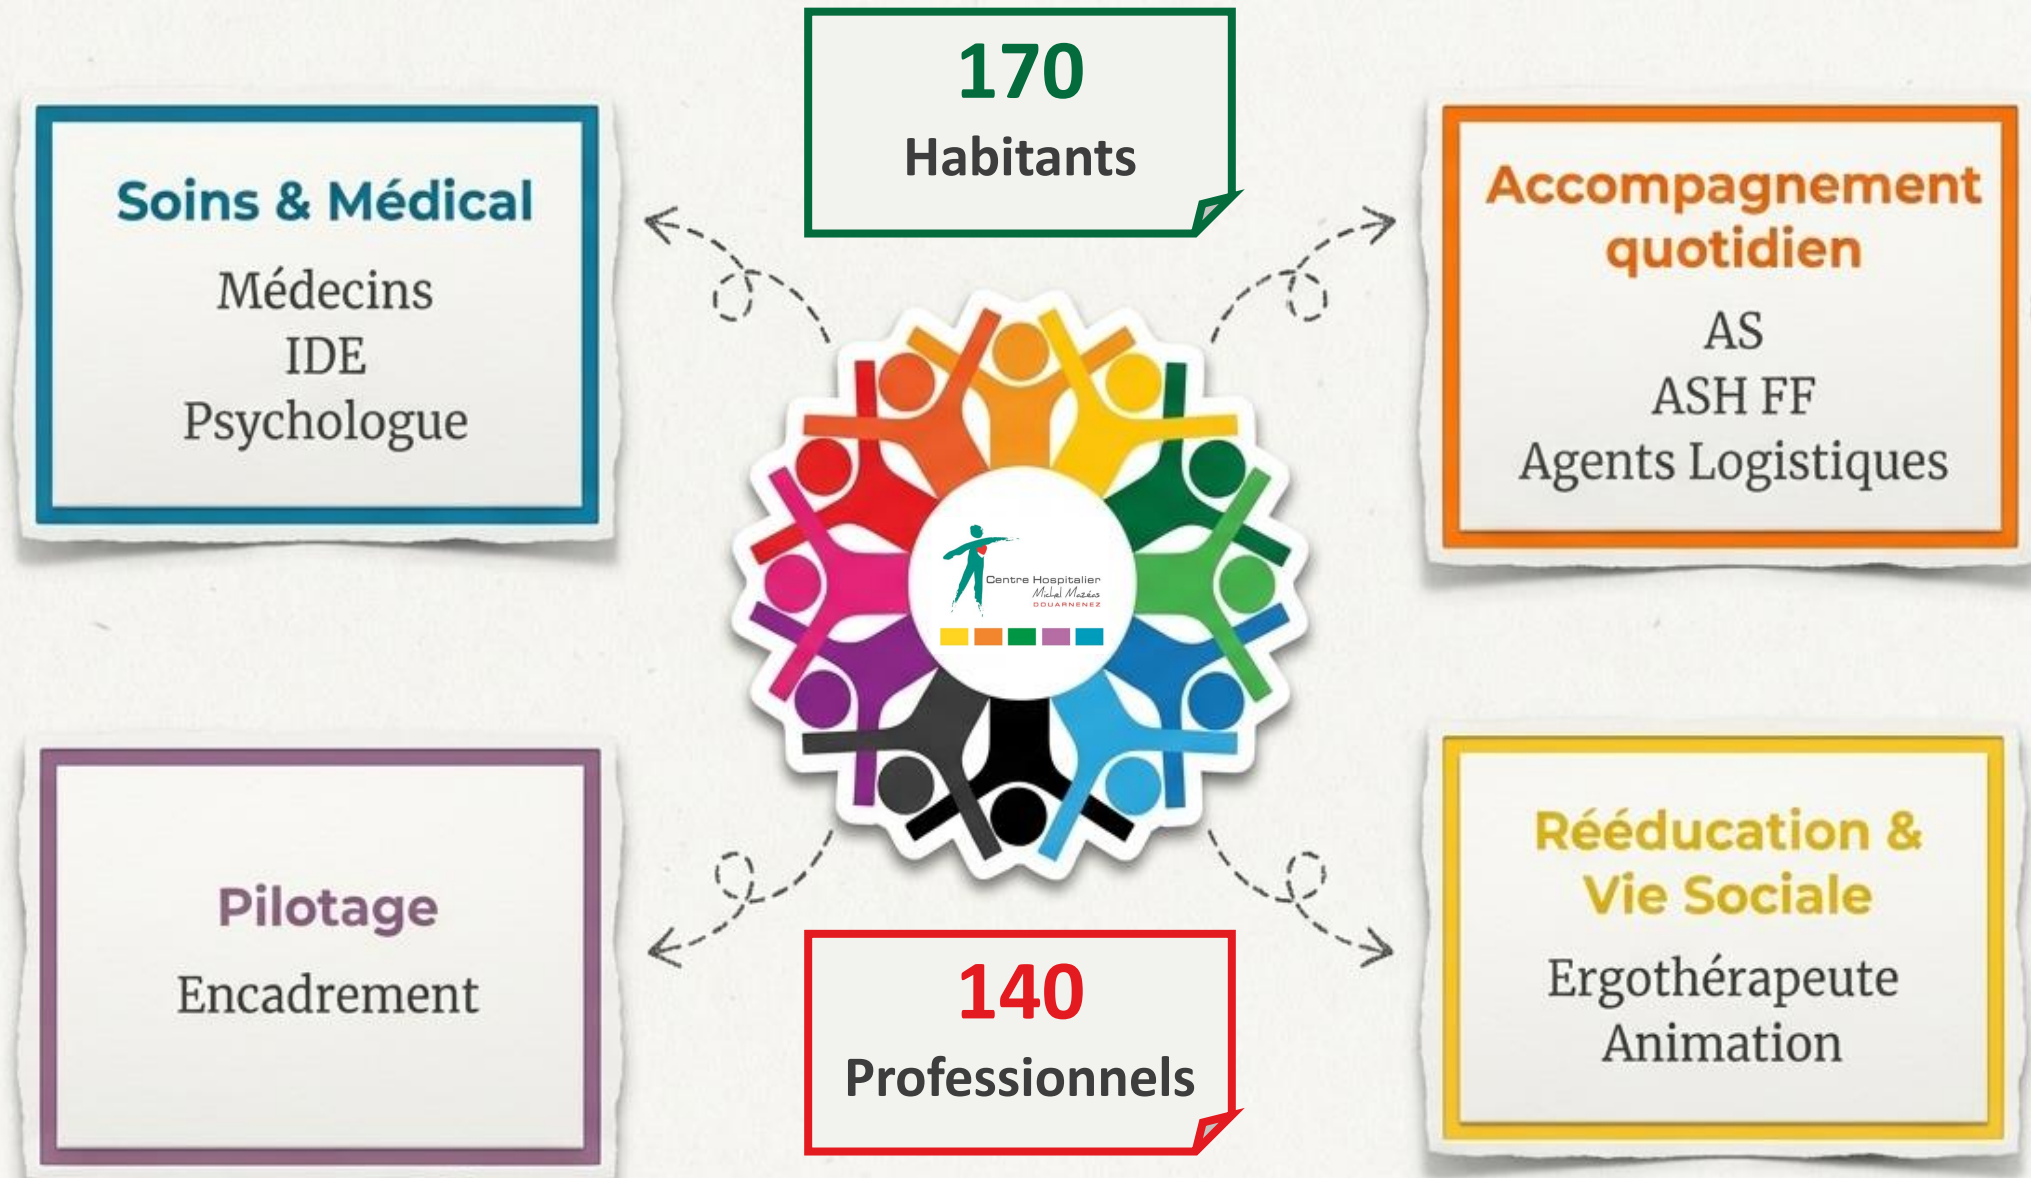 170
Habitants
Soins & Médical
Médecins
IDE
Psychologue
Accompagnement
quotidien
AS
ASH FF
Agents Logistiques
Centre Hospitalier
Michel Mazéas
DOUARNENEZ
Pilotage
Encadrement
140
Professionnels
Rééducation &
Vie Sociale
Ergothérapeute
Animation